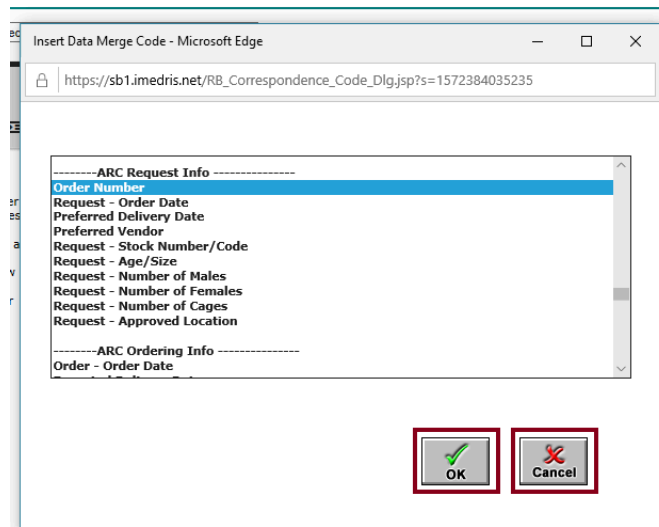 Insert Data Merge Code - Microsoft Edge
https://sb1.imedris.net/RB_Correspondence_Code_Dlg.jsp?s=1572384035235
--------ARC Request Info ---------------
Order Number
Request - Order Date
Preferred Delivery Date
Preferred Vendor
Request - Stock Number/Code
Request - Age/Size
Request - Number of Males
Request - Number of Females
Request - Number of Cages
Request - Approved Location
--------ARC Ordering Info ---------------
Order - Order Date
OK
Cancel